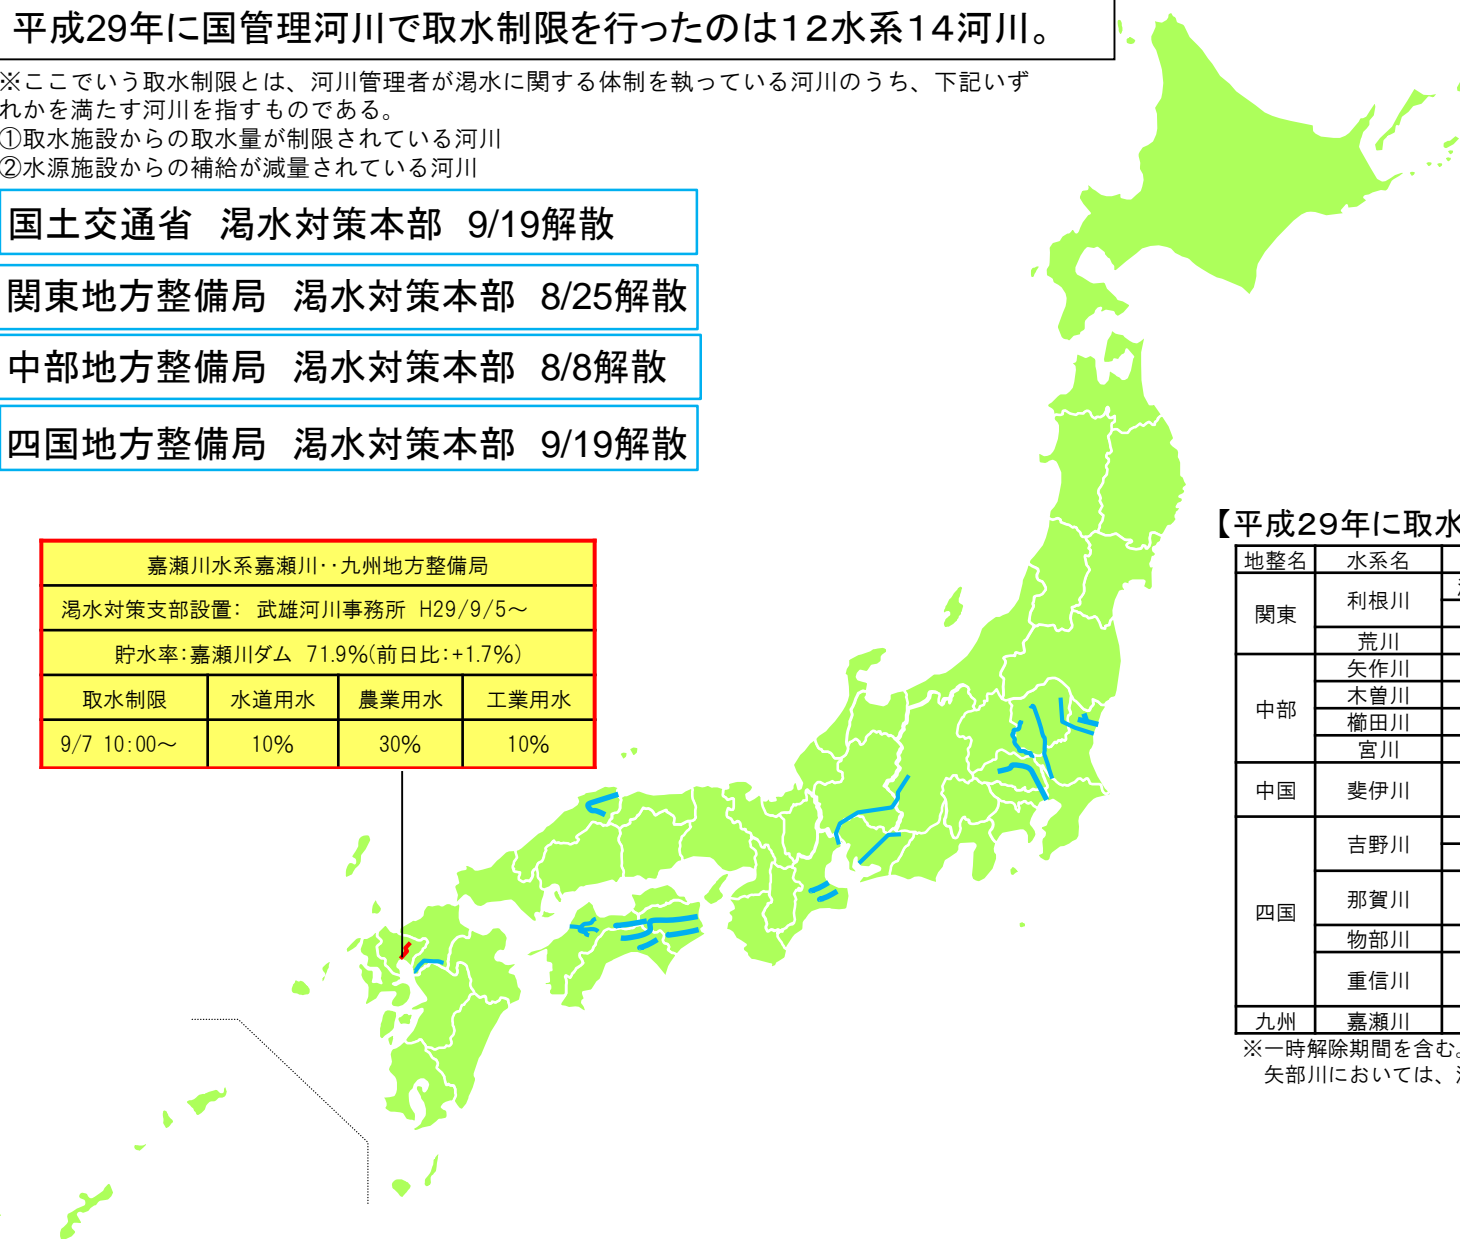 平成29年に国管理河川で取水制限を行ったのは12水系14河川。
※ここでいう取水制限とは、河川管理者が渇水に関する体制を執っている河川のうち、下記いず
れかを満たす河川を指すものである。
①取水施設からの取水量が制限されている河川
②水源施設からの補給が減量されている河川
国土交通省 渇水対策本部 9/19解散
関東地方整備局 渇水対策本部 8/25解散
中部地方整備局 渇水対策本部 8/8解散
四国地方整備局 渇水対策本部 9/19解散
嘉瀬川水系嘉瀬川‥九州地方整備局
渇水対策支部設置: 武雄河川事務所 H29/9/5～
貯水率:嘉瀬川ダム 71.9%(前日比:+1.7%)
取水制限 水道用水 農業用水 工業用水
9/7 10:00～ 10% 30% 10%
【平成29年に取水
地整名 水系名
関東 利根川
荒川
中部 矢作川
木曽川
櫛田川
宮川
中国 斐伊川
四国 吉野川
那賀川
物部川
重信川
九州 嘉瀬川
※一時解除期間を含む。
矢部川においては、